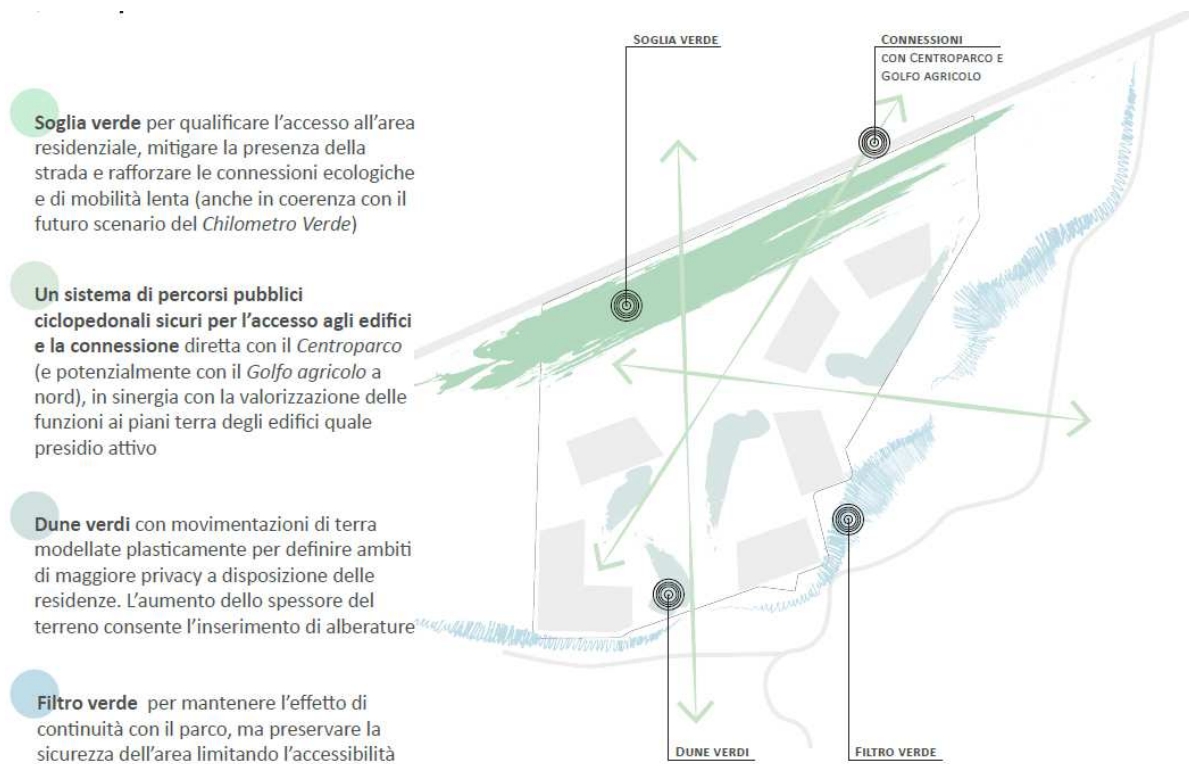 Soglia verde per qualificare l'accesso all'area
residenziale, mitigare la presenza della
strada e rafforzare le connessioni ecologiche
e di mobilità lenta (anche in coerenza con il
futuro scenario del Chilometro Verde)
Un sistema di percorsi pubblici
ciclopedonali sicuri per l'accesso agli edifici
e la connessione diretta con il Centroparco
(e potenzialmente con il Golfo agricolo a
nord), in sinergia con la valorizzazione delle
funzioni ai piani terra degli edifici quale
presidio attivo
Dune verdi con movimentazioni di terra
modellate plasticamente per definire ambiti
di maggiore privacy a disposizione delle
residenze. L'aumento dello spessore del
terreno consente l'inserimento di alberature
Filtro verde per mantenere l'effetto di
continuità con il parco, ma preservare la
sicurezza dell'area limitando l'accessibilità
SOGLIA VERDE
CONNESSIONI
CON CENTROPARCO E
GOLFO AGRICOLO
DUNE VERDI
FILTRO VERDE